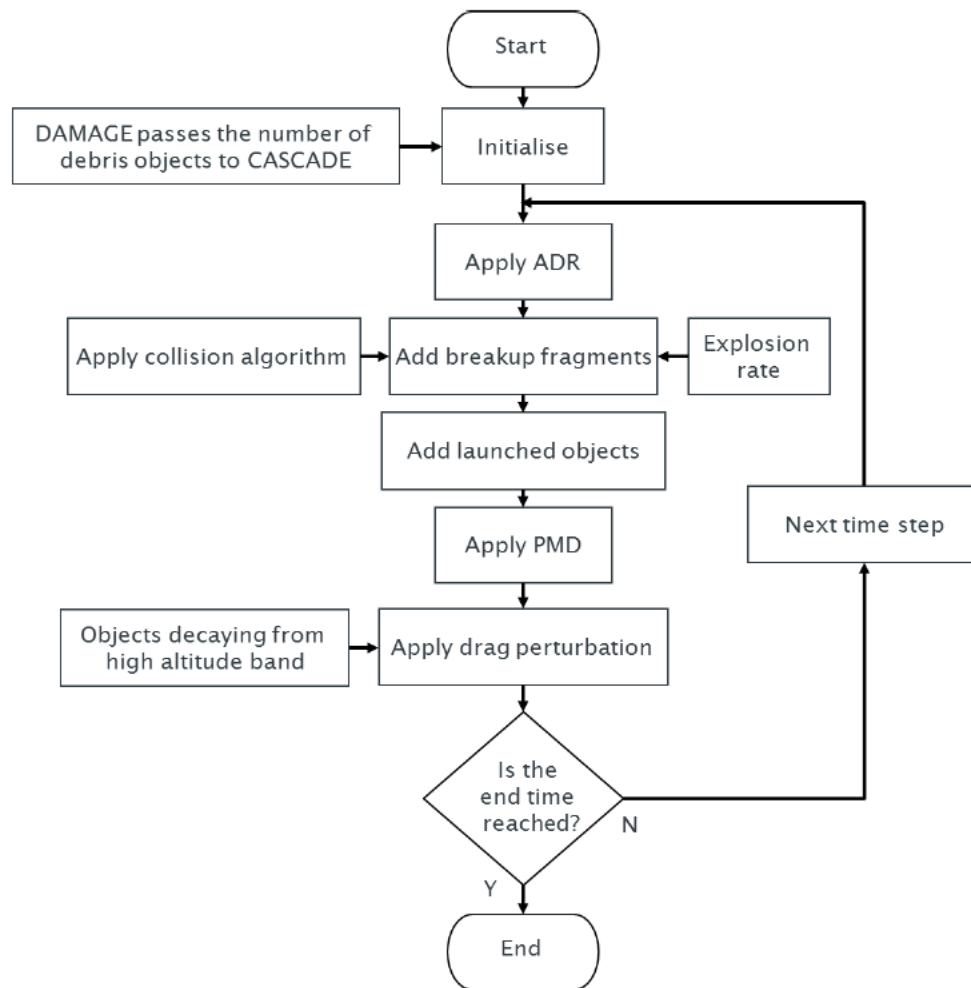 Start
DAMAGE passes the number of
debris objects to CASCADE
Initialise
Apply ADR
Apply collision algorithm
Add breakup fragments
Explosion
rate
Add launched objects
Next time step
Apply PMD
Objects decaying from
high altitude band
Apply drag perturbation
Is the
end time
reached?
N
Y
End